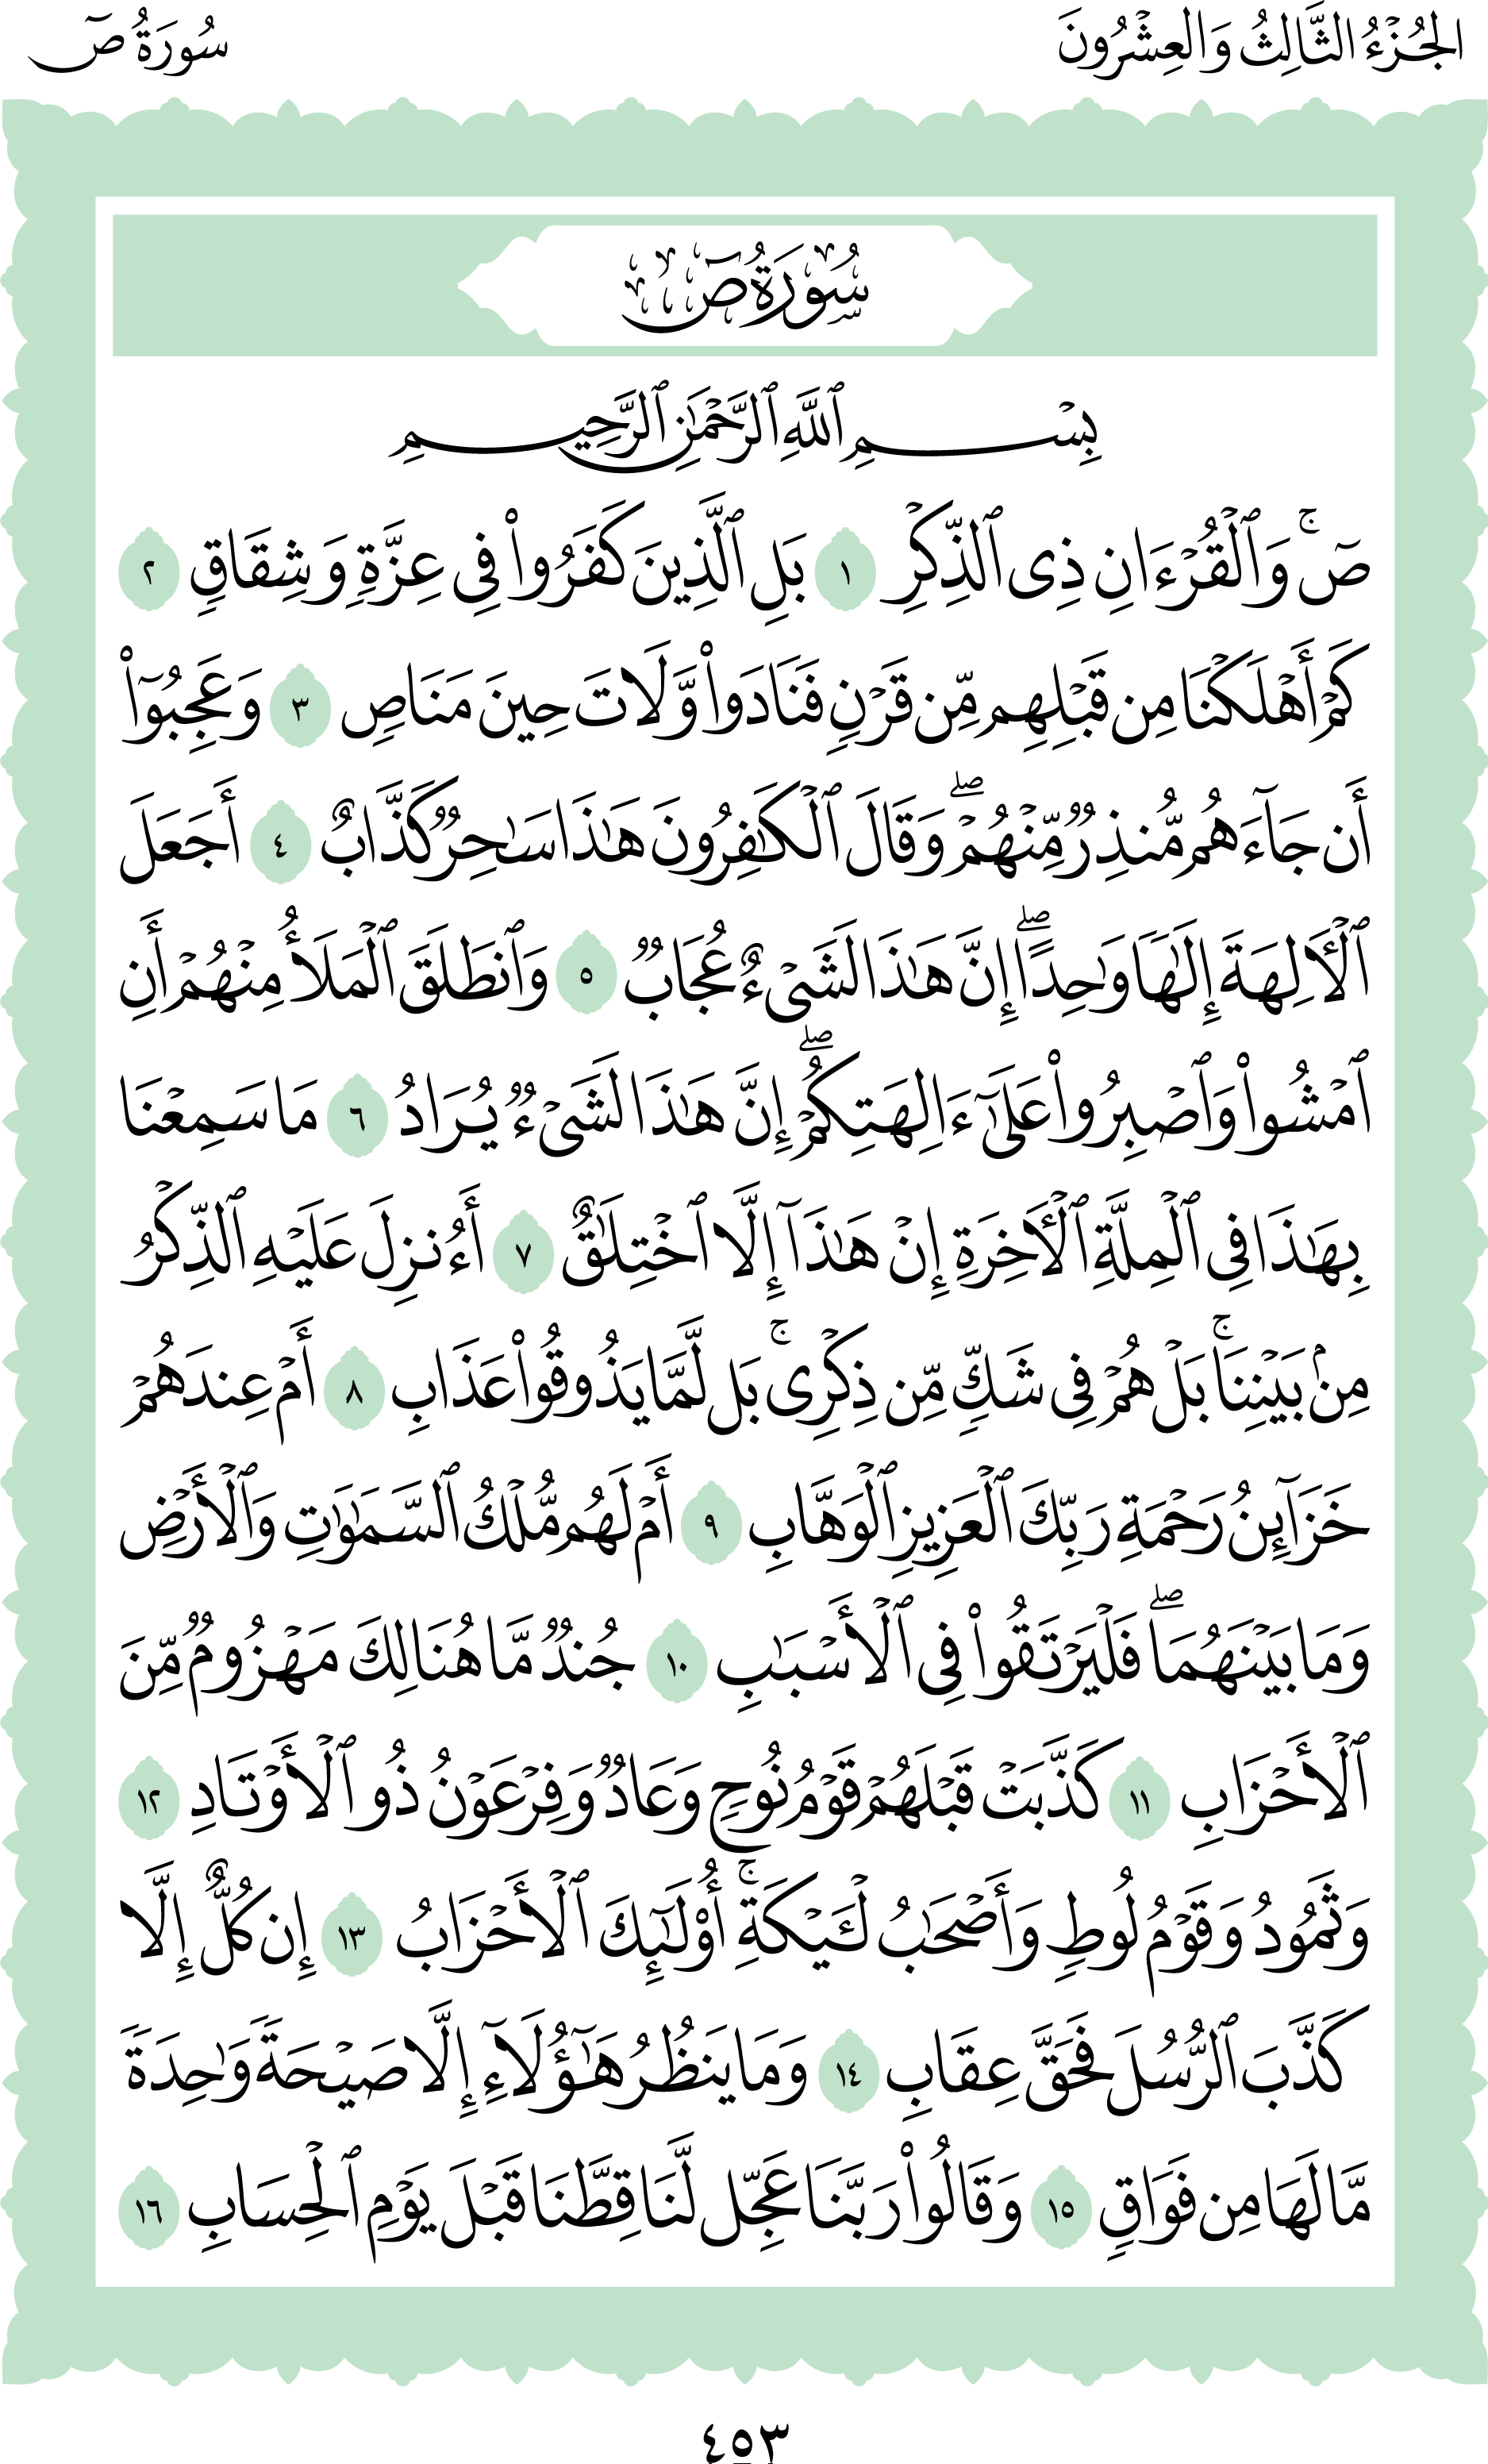 الجُزْءُ الثَّالِثُ وَالعِشْرُونَ
سُورَةُ صٓ
سُورَةُ صٓ
بِسْمِ ٱللَّهِ ٱلرَّحْمَٰنِ ٱلرَّحِيمِ
صٓۚ وَٱلْقُرْءَانِ ذِى ٱلذِّكْرِ ١ بَلِ ٱلَّذِينَ كَفَرُوا۟ فِى عِزَّةٍ وَشِقَاقٍ ٢
كَمْ أَهْلَكْنَا مِن قَبْلِهِم مِّن قَرْنٍ فَنَادَوا۟ وَّلَاتَ حِينَ مَنَاصٍ ٣ وَعَجِبُوٓا۟
أَن جَآءَهُم مُّنذِرٌ مِّنْهُمْۖ وَقَالَ ٱلْكَٰفِرُونَ هَٰذَا سَٰحِرٌ كَذَّابٌ ٤ أَجَعَلَ
ٱلْـَٔالِهَةَ إِلَٰهًا وَٰحِدًاۖ إِنَّ هَٰذَا لَشَىْءٌ عُجَابٌ ٥ وَٱنطَلَقَ ٱلْمَلَأُ مِنْهُمْ أَنِ
ٱمْشُوا۟ وَٱصْبِرُوا۟ عَلَىٰٓ ءَالِهَتِكُمْۖ إِنَّ هَٰذَا لَشَىْءٌ يُرَادُ ٦ مَا سَمِعْنَا
بِهَٰذَا فِى ٱلْمِلَّةِ ٱلْـَٔاخِرَةِ إِنْ هَٰذَآ إِلَّا ٱخْتِلَٰقٌ ٧ أَءُنزِلَ عَلَيْهِ ٱلذِّكْرُ
مِنۢ بَيْنِنَاۚ بَلْ هُمْ فِى شَكٍّ مِّن ذِكْرِىۚ بَل لَّمَّا يَذُوقُوا۟ عَذَابِ ٨ أَمْ عِندَهُمْ
خَزَآئِنُ رَحْمَةِ رَبِّكَ ٱلْعَزِيزِ ٱلْوَهَّابِ ٩ أَمْ لَهُم مُّلْكُ ٱلسَّمَٰوَٰتِ وَٱلْأَرْضِ
وَمَا بَيْنَهُمَاۖ فَلْيَرْتَقُوا۟ فِى ٱلْأَسْبَٰبِ ١٠ جُندٌ مَّا هُنَالِكَ مَهْزُومٌ مِّنَ
ٱلْأَحْزَابِ ١١ كَذَّبَتْ قَبْلَهُمْ قَوْمُ نُوحٍ وَعَادٌ وَفِرْعَوْنُ ذُو ٱلْأَوْتَادِ ١٢
وَثَمُودُ وَقَوْمُ لُوطٍ وَأَصْحَٰبُ لْـَٔيْكَةِۚ أُو۟لَٰٓئِكَ ٱلْأَحْزَابُ ١٣ إِن كُلٌّ إِلَّا
كَذَّبَ ٱلرُّسُلَ فَحَقَّ عِقَابِ ١٤ وَمَا يَنظُرُ هَٰٓؤُلَآءِ إِلَّا صَيْحَةً وَٰحِدَةً
مَّا لَهَا مِن فَوَاقٍ ١٥ وَقَالُوا۟ رَبَّنَا عَجِّل لَّنَا قِطَّنَا قَبْلَ يَوْمِ ٱلْحِسَابِ ١٦
٤٥٣